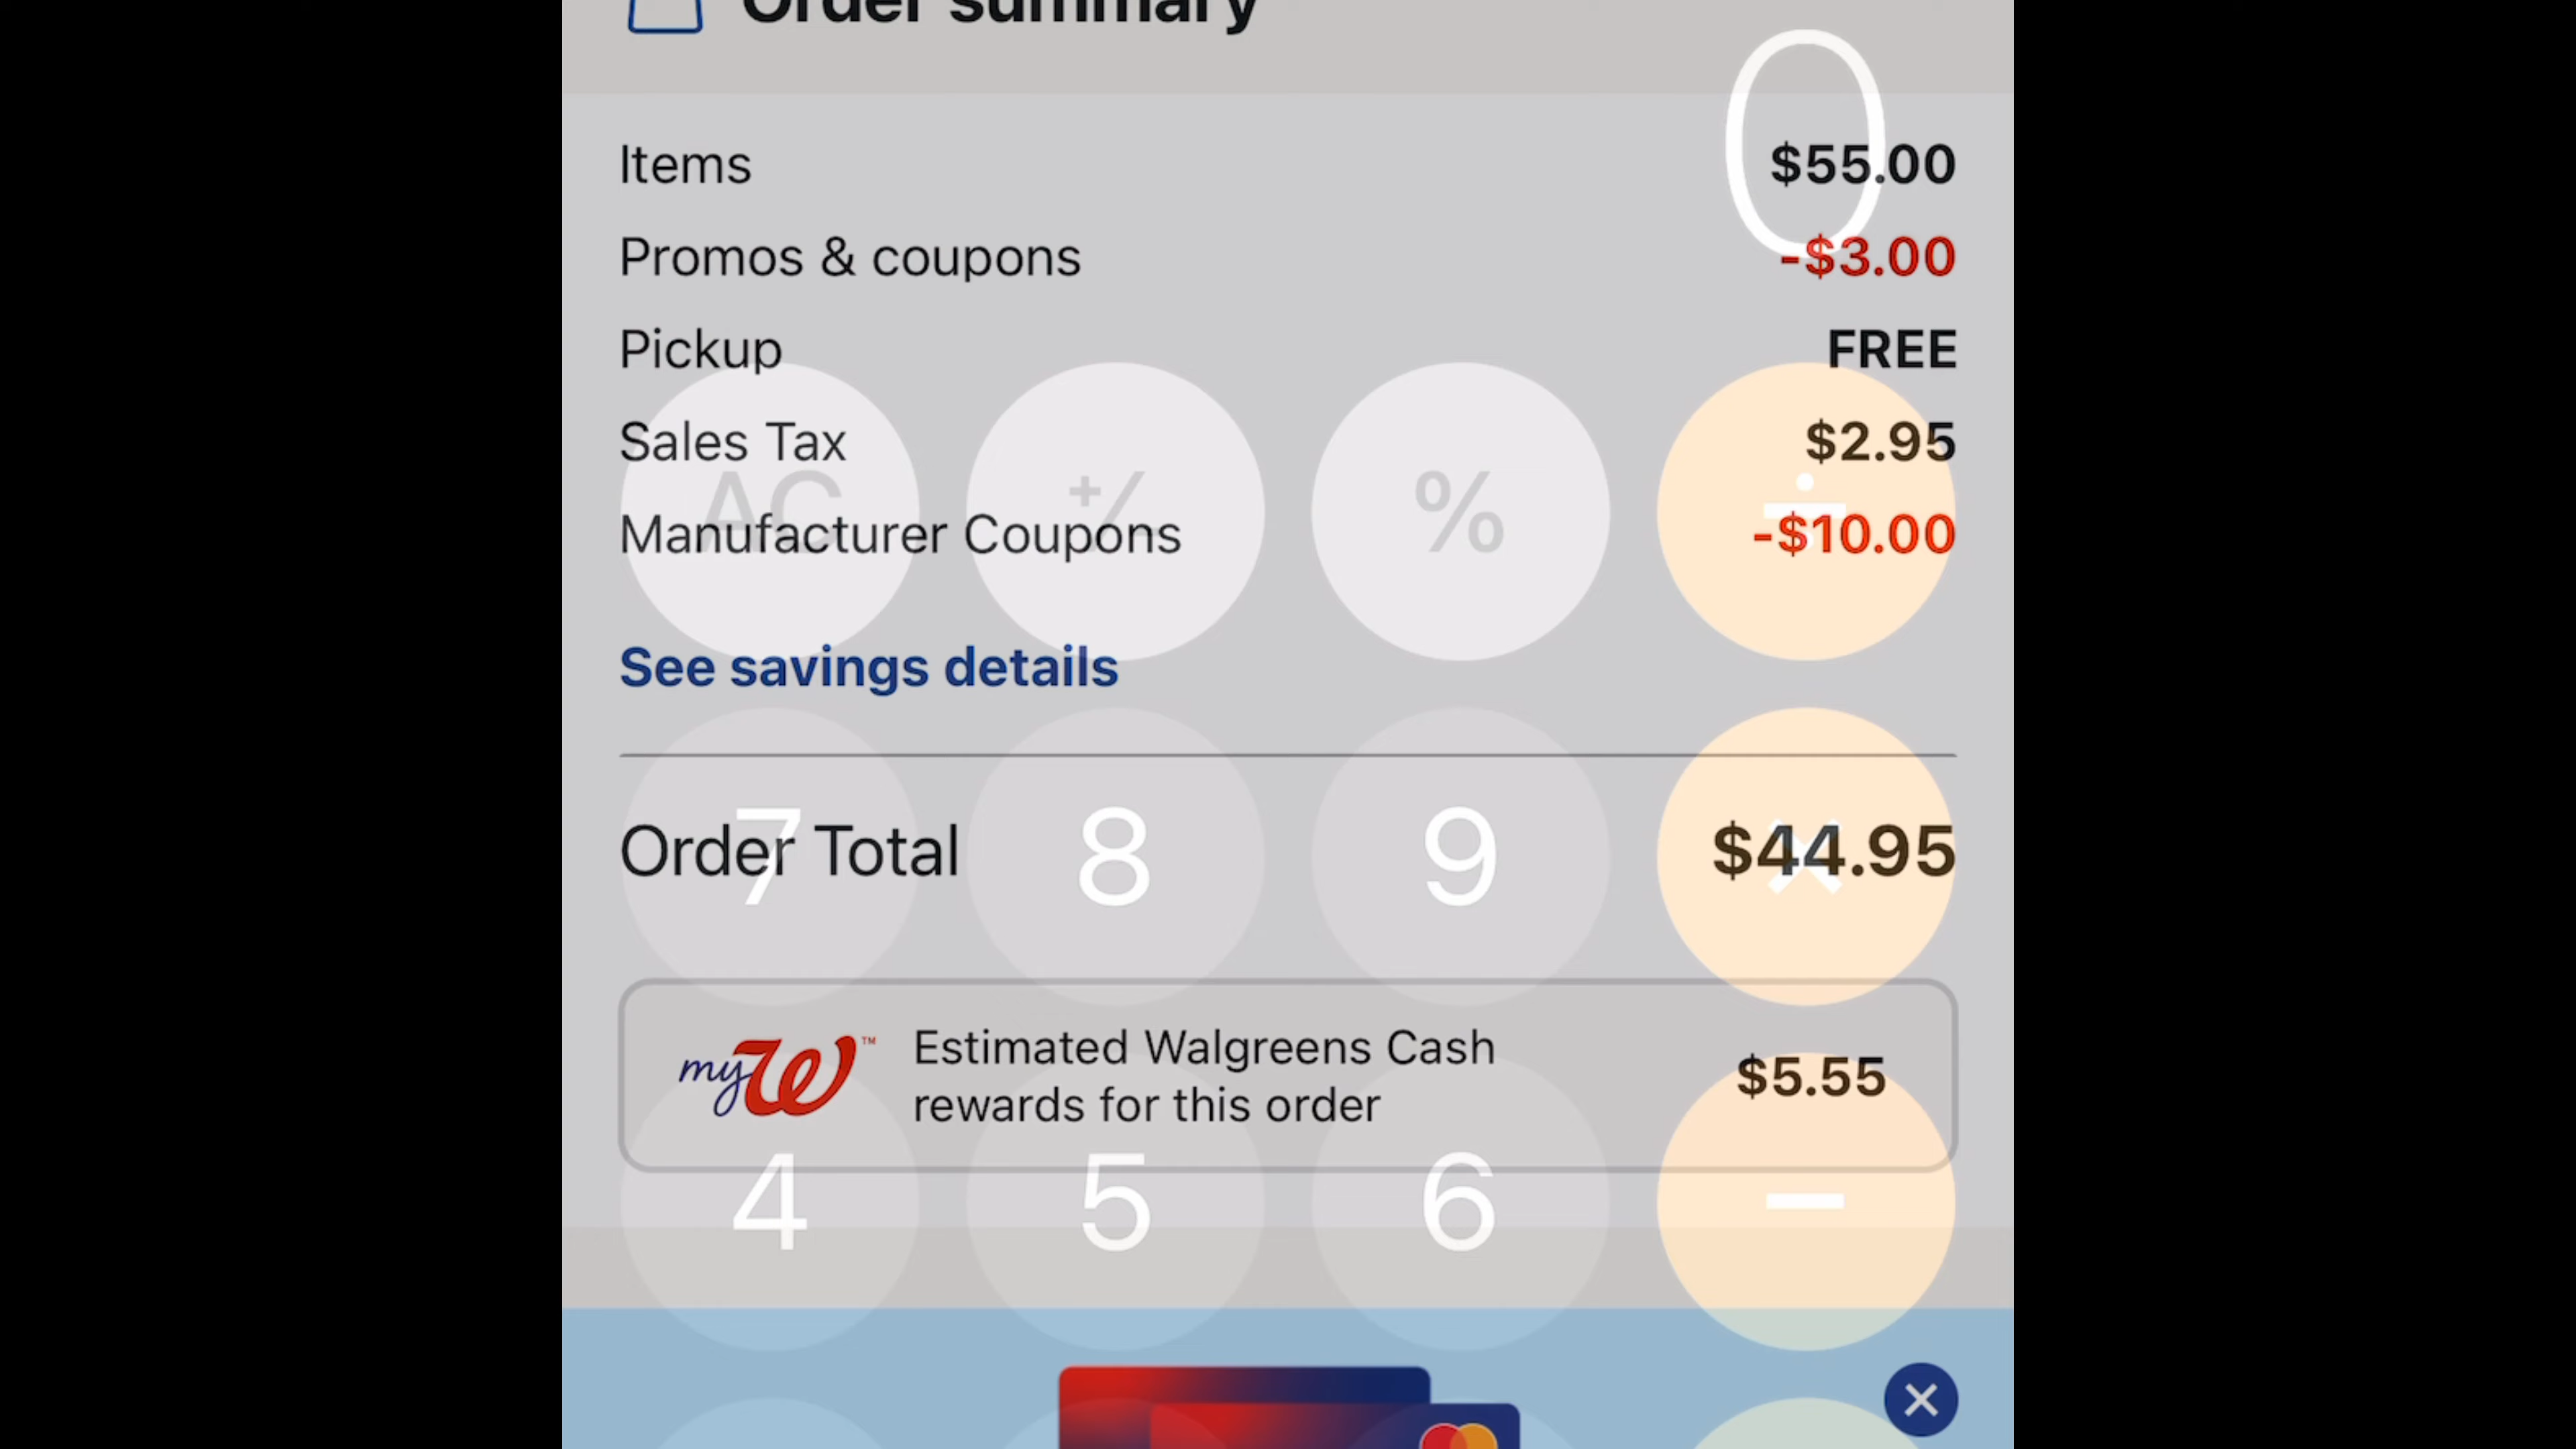 Order summary
0
Items $55.00
Promos & coupons -$3.00
Pickup FREE
Sales Tax $2.95
AC +/- % ÷
Manufacturer Coupons -$10.00
See savings details
7 8 9 ×
Order Total $44.95
myW™ Estimated Walgreens Cash
rewards for this order $5.55
4 5 6 −